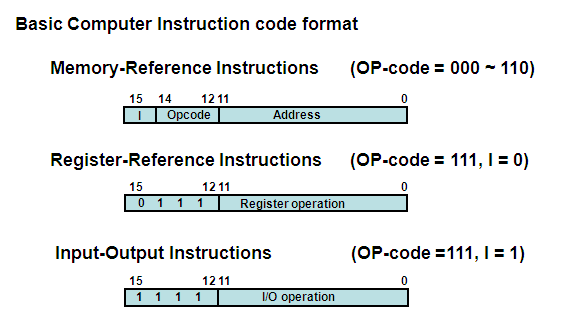 Basic Computer Instruction code format
Memory-Reference Instructions (OP-code = 000 ~ 110)
15 14 12 11 0
I Opcode Address
Register-Reference Instructions (OP-code = 111, I = 0)
15 12 11 0
0 1 1 1 Register operation
Input-Output Instructions (OP-code =111, I = 1)
15 12 11 0
1 1 1 1 I/O operation